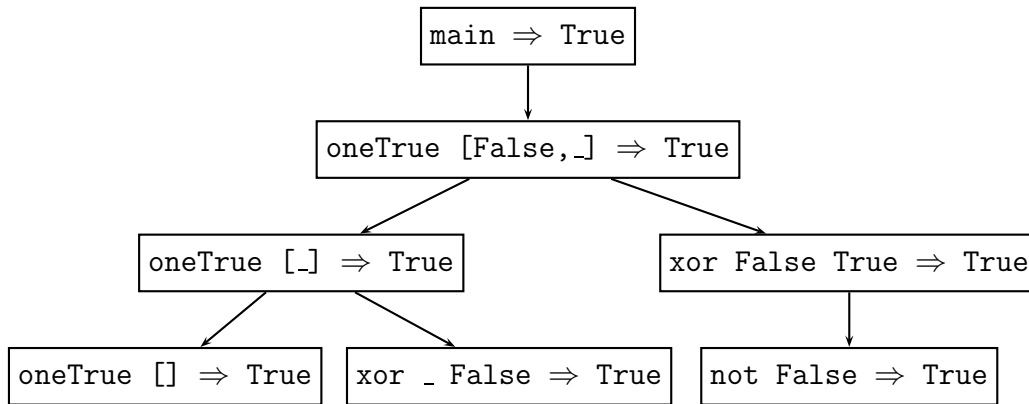 main ⇒ True
oneTrue [False,_] ⇒ True
oneTrue [_] ⇒ True
xor False True ⇒ True
oneTrue [] ⇒ True
xor _ False ⇒ True
not False ⇒ True